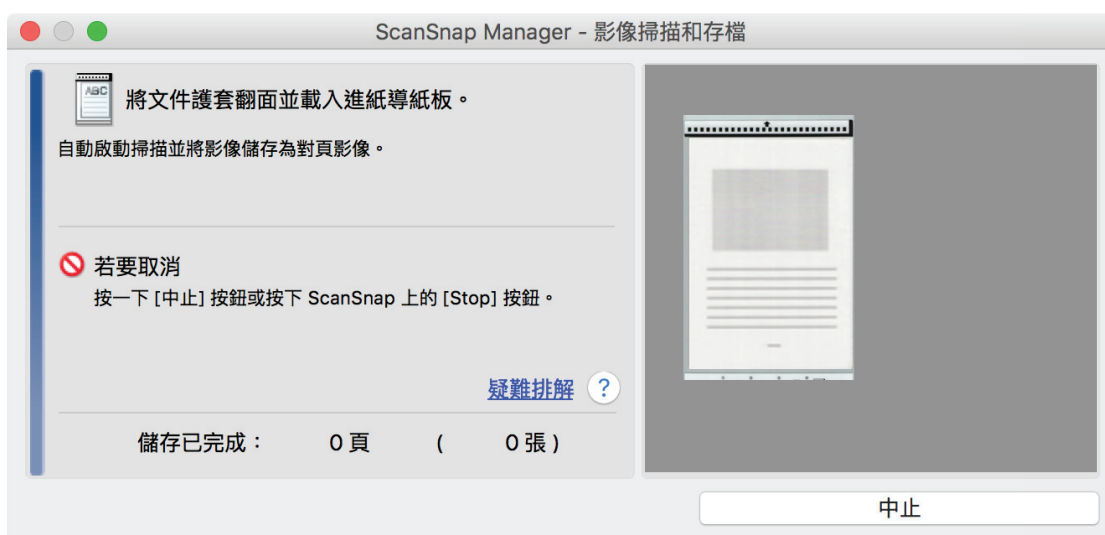 ScanSnap Manager - 影像掃描和存檔
ABC
將文件護套翻面並載入進紙導紙板。
自動啟動掃描並將影像儲存為對頁影像。
若要取消
按一下 [中止] 按鈕或按下 ScanSnap 上的 [Stop] 按鈕。
疑難排解 ?
儲存已完成： 0 頁 ( 0 張 )
中止